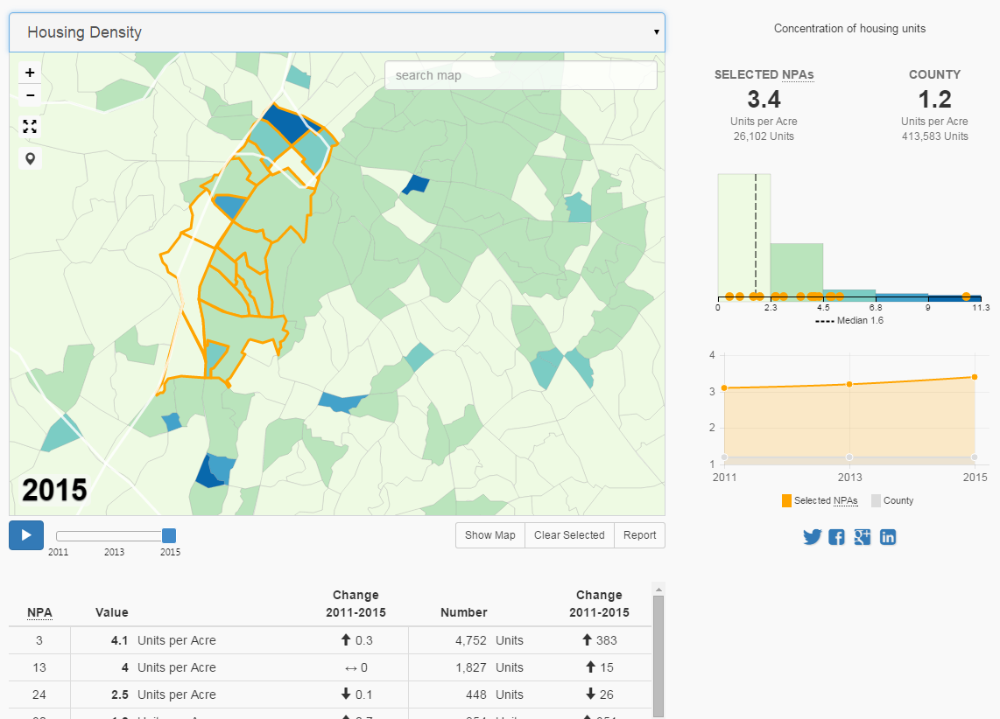 Housing Density
search map
+
−
2015
2011 2013 2015
Show Map Clear Selected Report
Concentration of housing units
SELECTED NPAs COUNTY
3.4 1.2
Units per Acre Units per Acre
26,102 Units 413,583 Units
0 2.3 4.5 6.8 9 11.3
Median 1.6
4
3
2
1
2011 2013 2015
Selected NPAs County
Change Change
NPA Value 2011-2015 Number 2011-2015
3 4.1 Units per Acre 0.3 4,752 Units 383
13 4 Units per Acre 0 1,827 Units 15
24 2.5 Units per Acre 0.1 448 Units 26